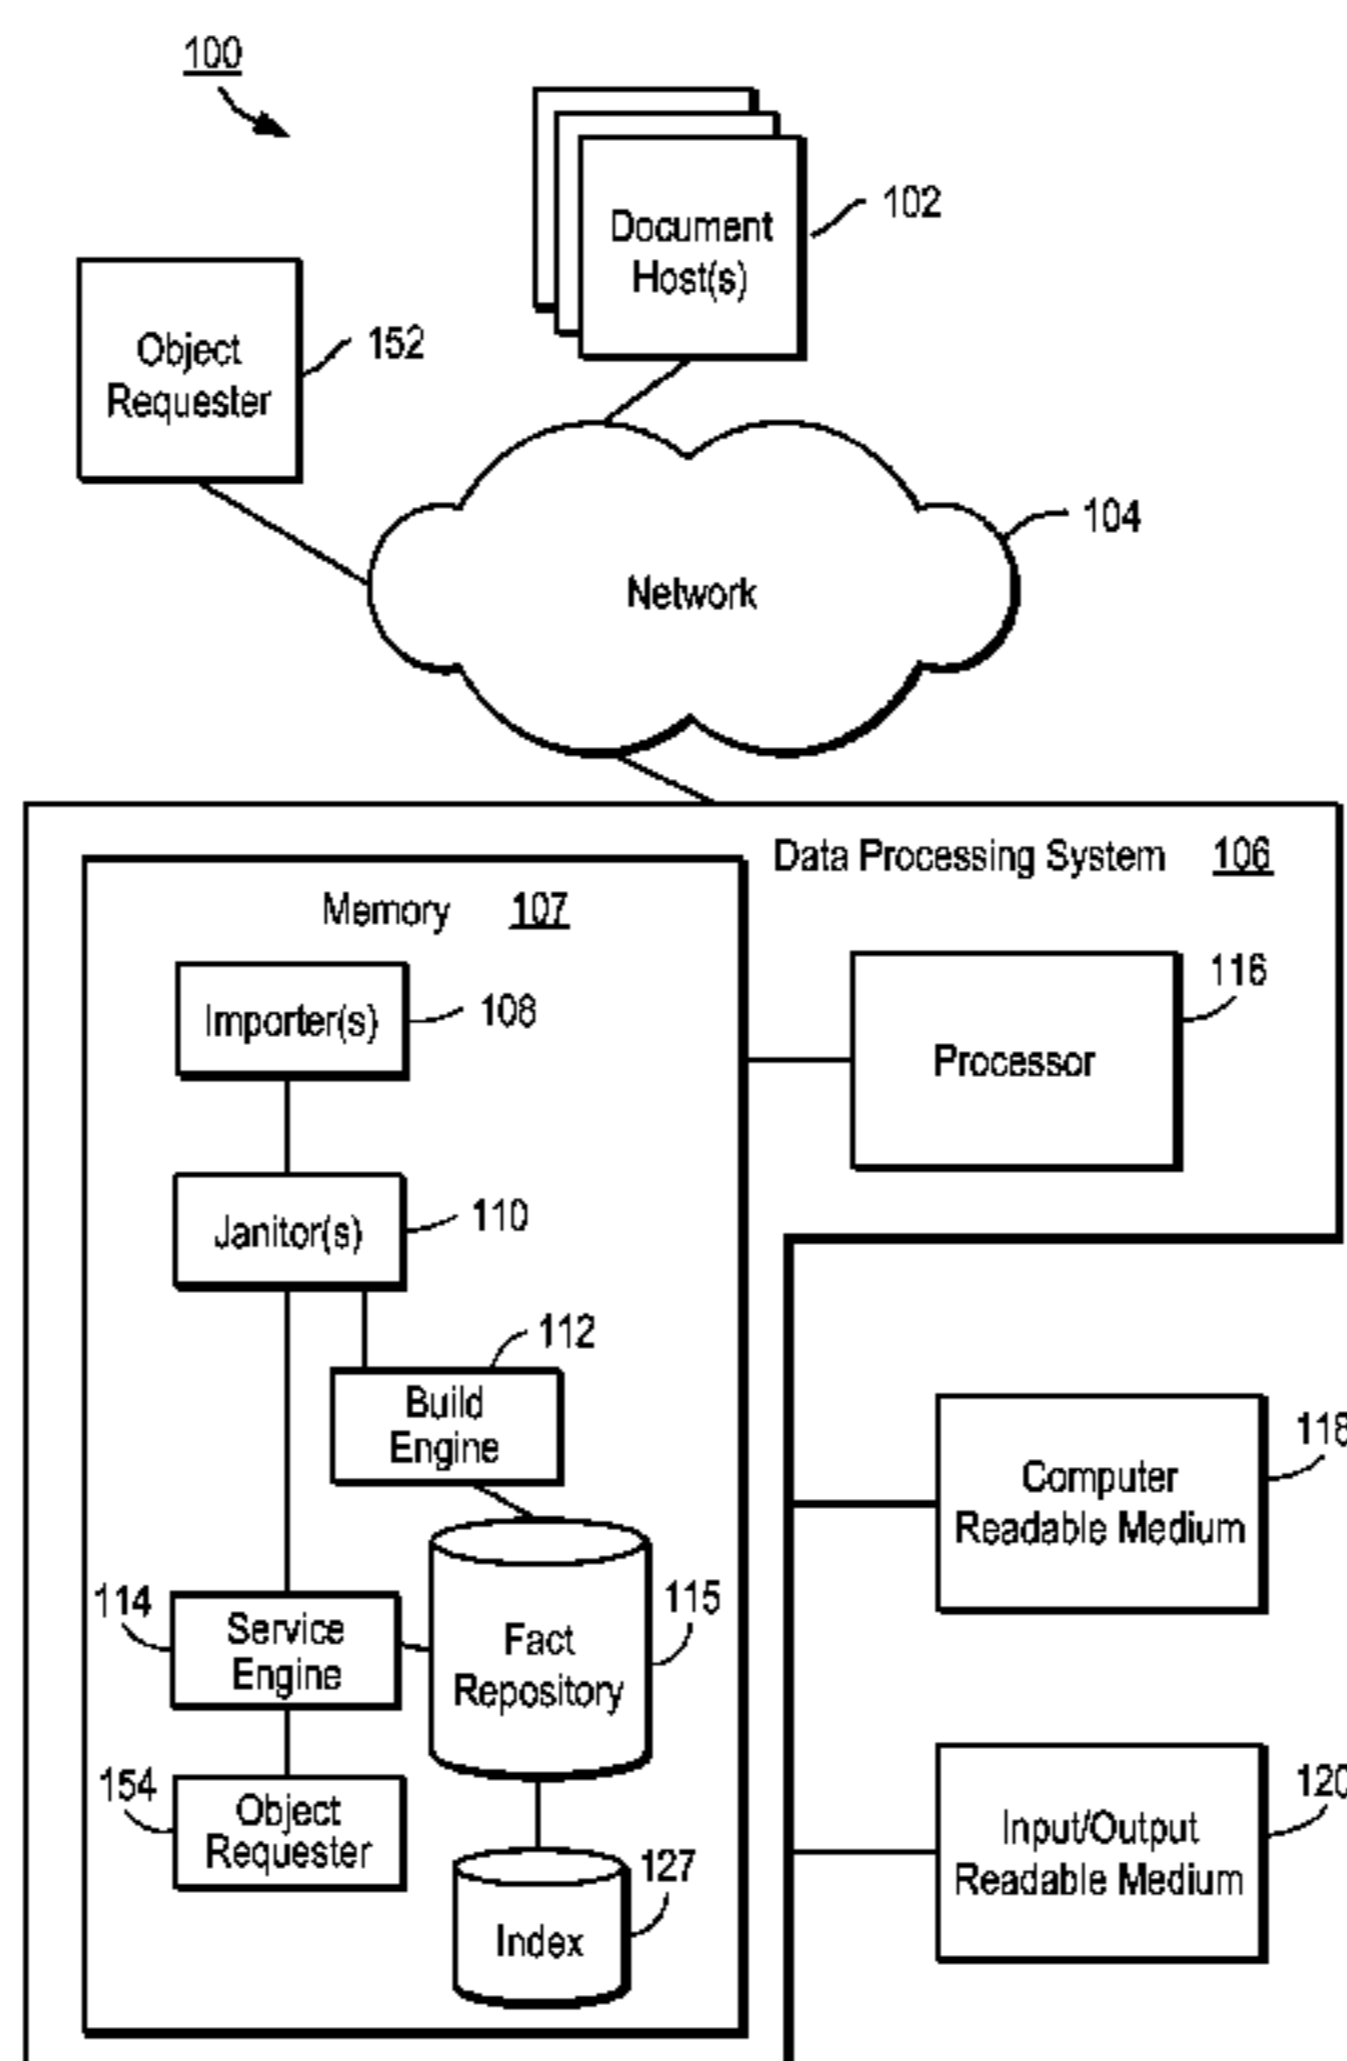 100
Document
Host(s)
102
Object
Requester
152
104
Network
Data Processing System 106
Memory 107
Importer(s)
108
Processor
116
Janitor(s)
110
112
Build
Engine
Computer
Readable Medium
118
114
Service
Engine
Fact
Repository
115
154
Object
Requester
Input/Output
Readable Medium
120
127
Index